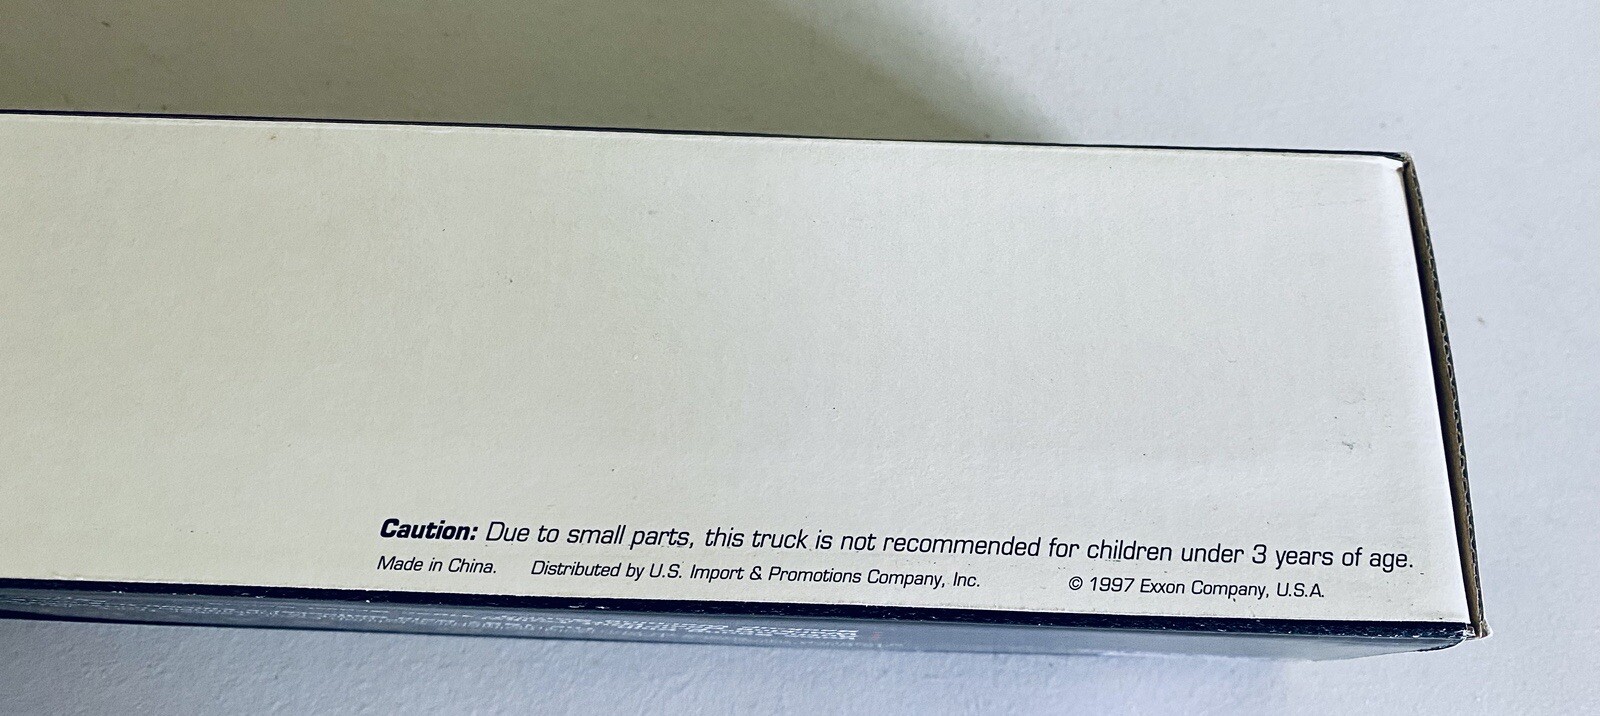 Caution: Due to small parts, this truck is not recommended for children under 3 years of age.
Made in China. Distributed by U.S. Import & Promotions Company, Inc. © 1997 Exxon Company, U.S.A.